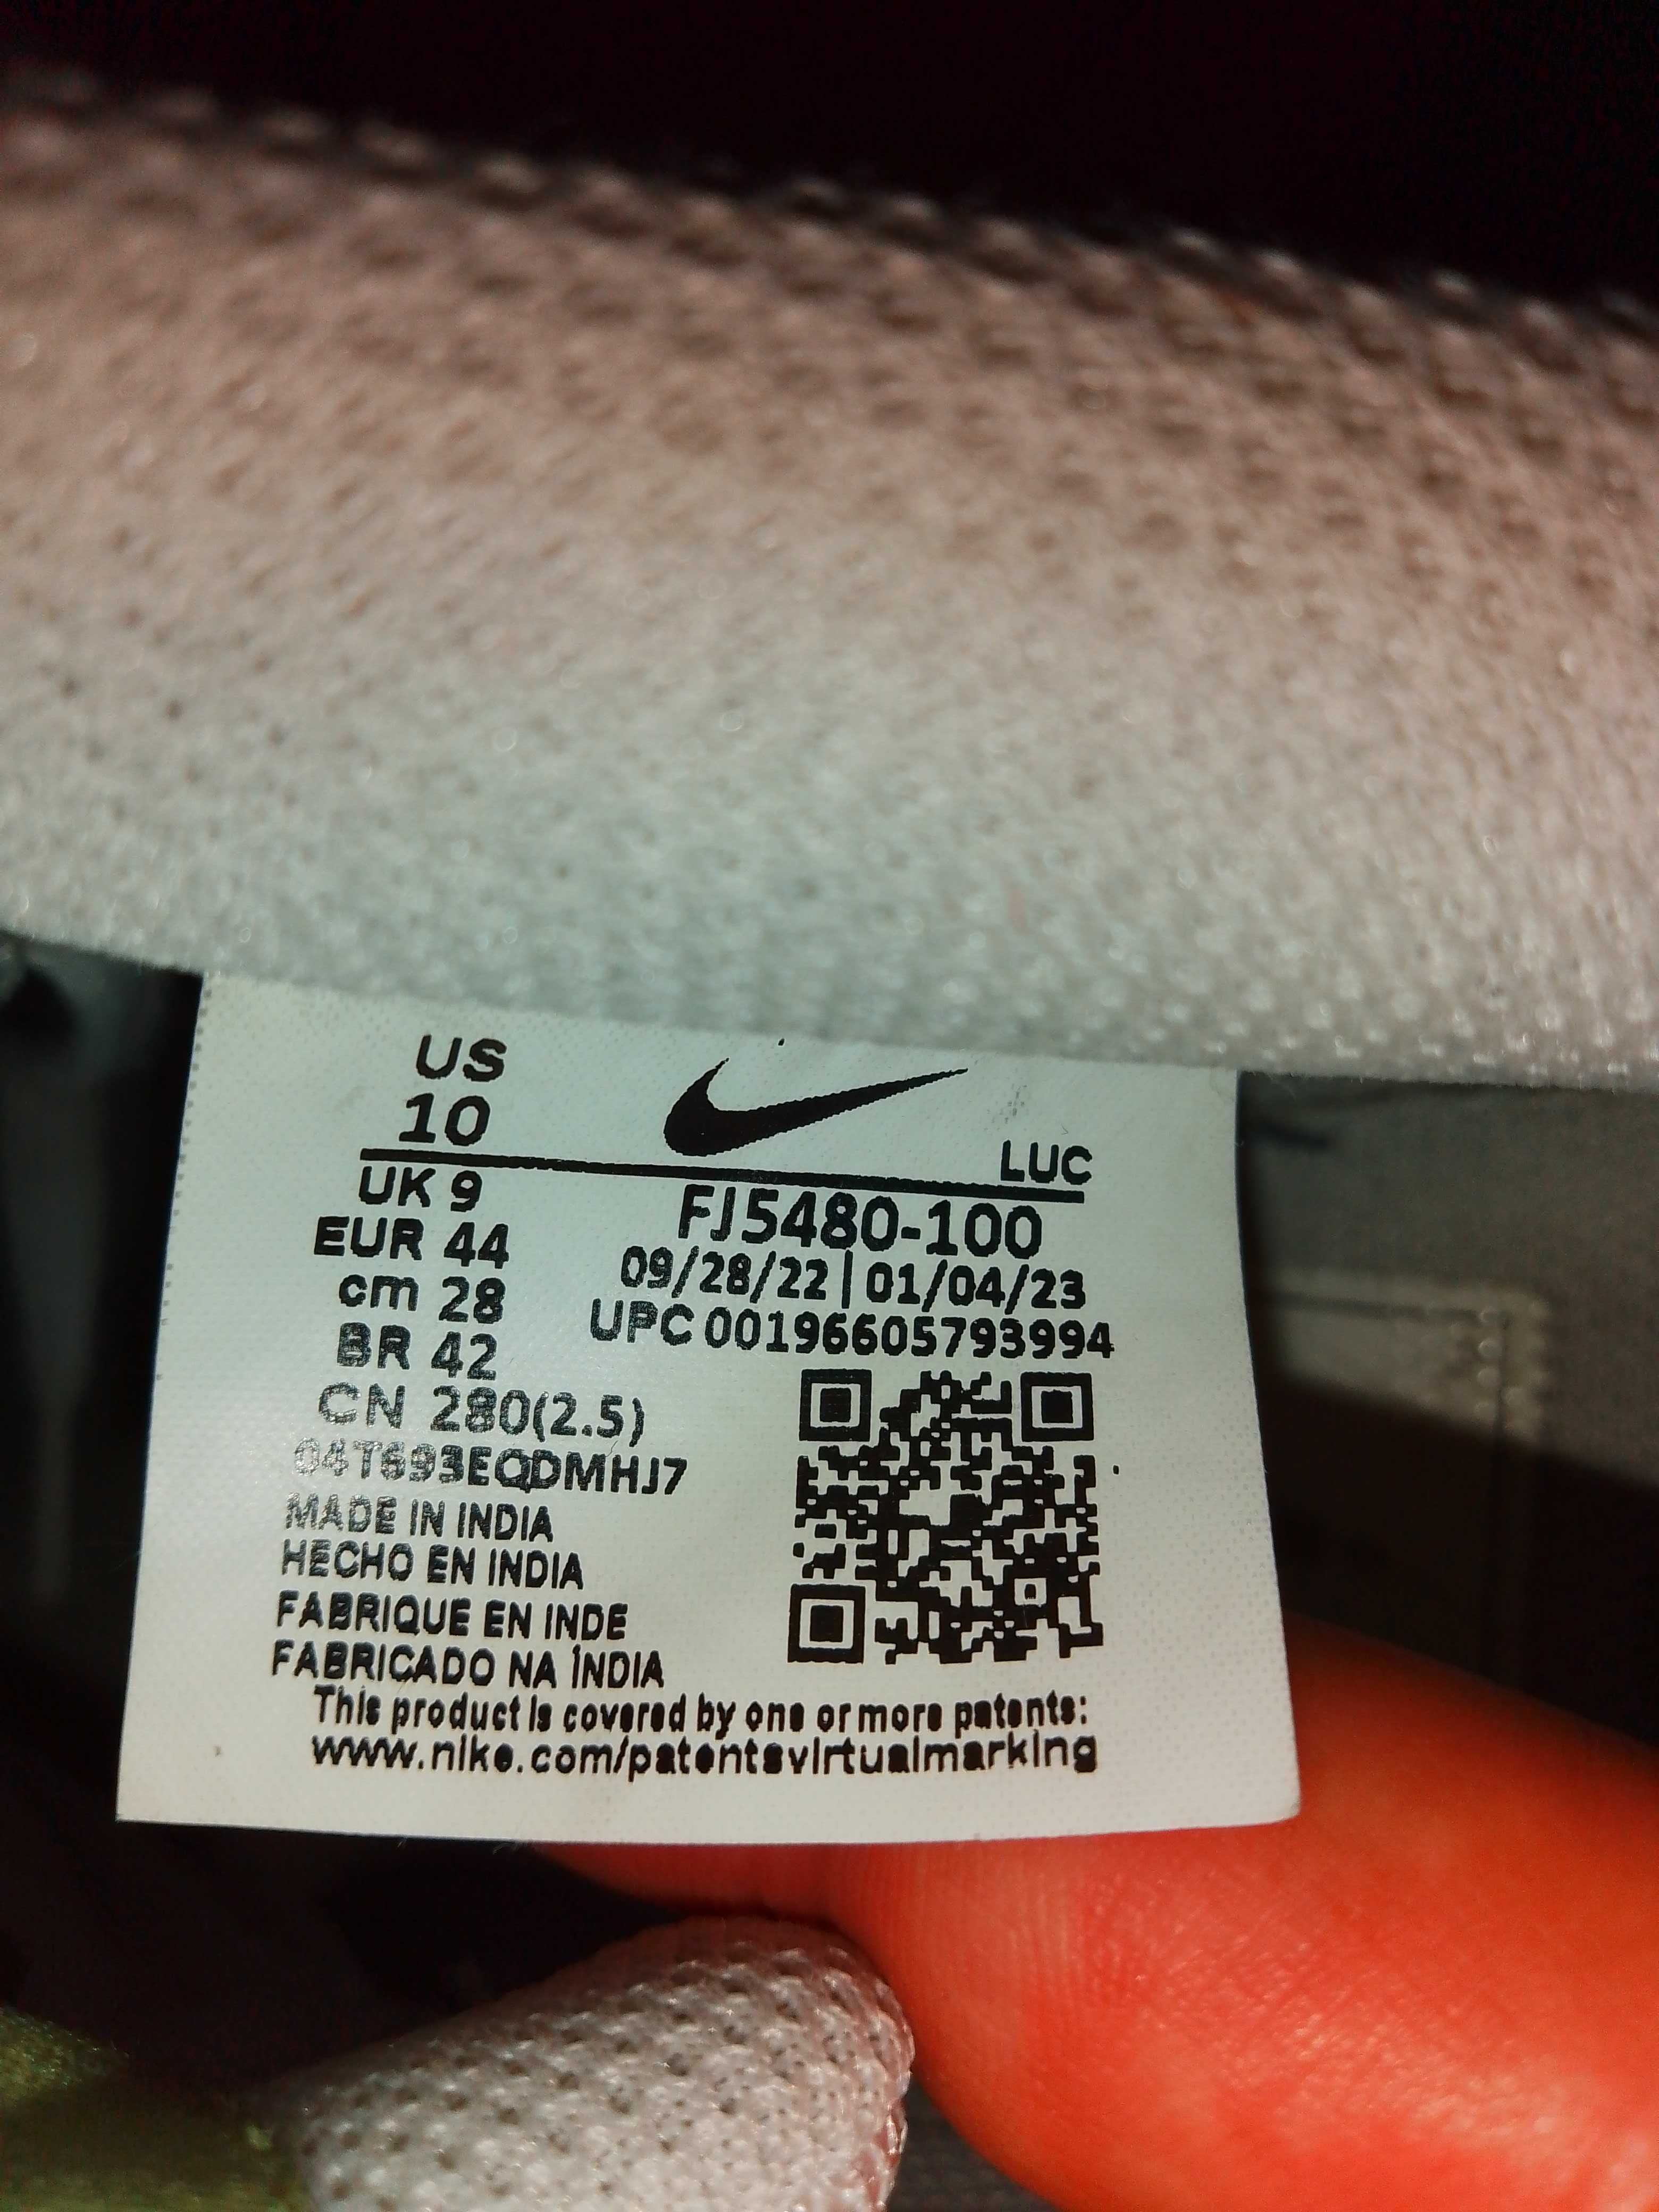 US
10
LUC
UK 9
EUR 44
cm 28
BR 42
CN 280(2.5)
04T693EQDMHJ7
MADE IN INDIA
HECHO EN INDIA
FABRIQUE EN INDE
FABRICADO NA ÍNDIA
FJ5480-100
09/28/22|01/04/23
UPC 00196605793994
This product is covered by one or more patents:
www.nike.com/patentsvirtualmarking